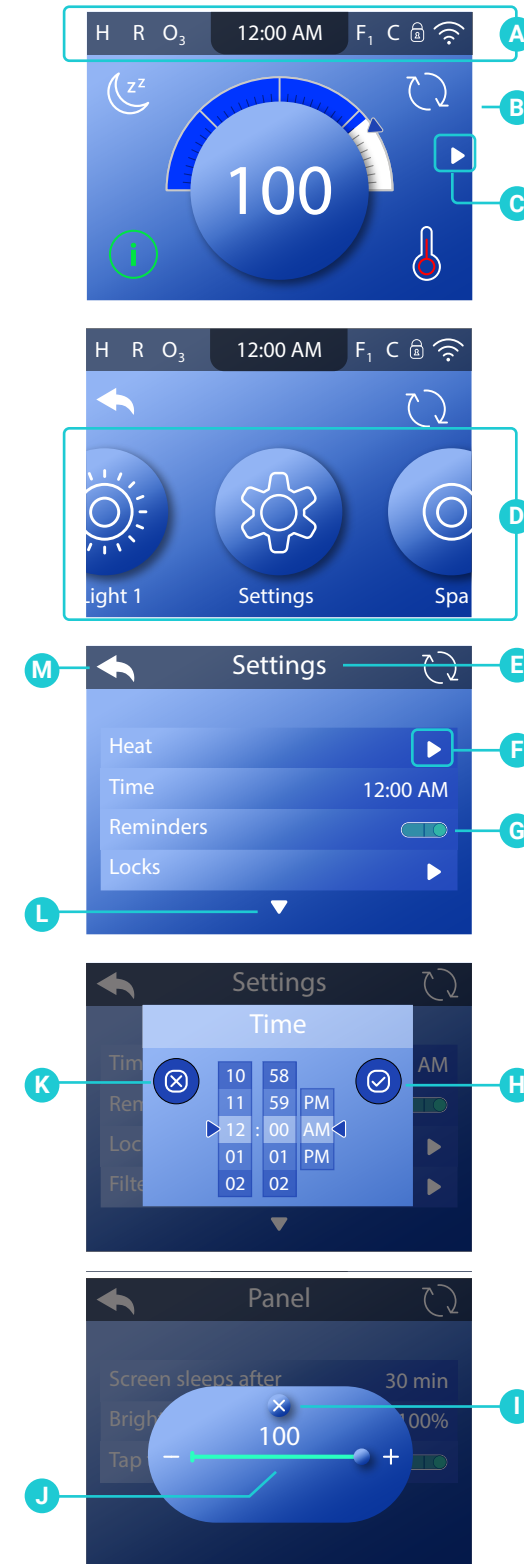 H R O₃ 12:00 AM F₁ C
A
zz
B
100
C
i
H R O₃ 12:00 AM F₁ C
D
Light 1 Settings Spa
M Settings E
Heat F
Time 12:00 AM
Reminders G
Locks
L
Settings
Time
Tim AM
K 10 58 H
Rem 11 59 PM
Loc 12 : 00 AM
01 01 PM
Filte 02 02
Panel
Screen sleeps after 30 min
I
Brigh 100 100%
Tap − +
J